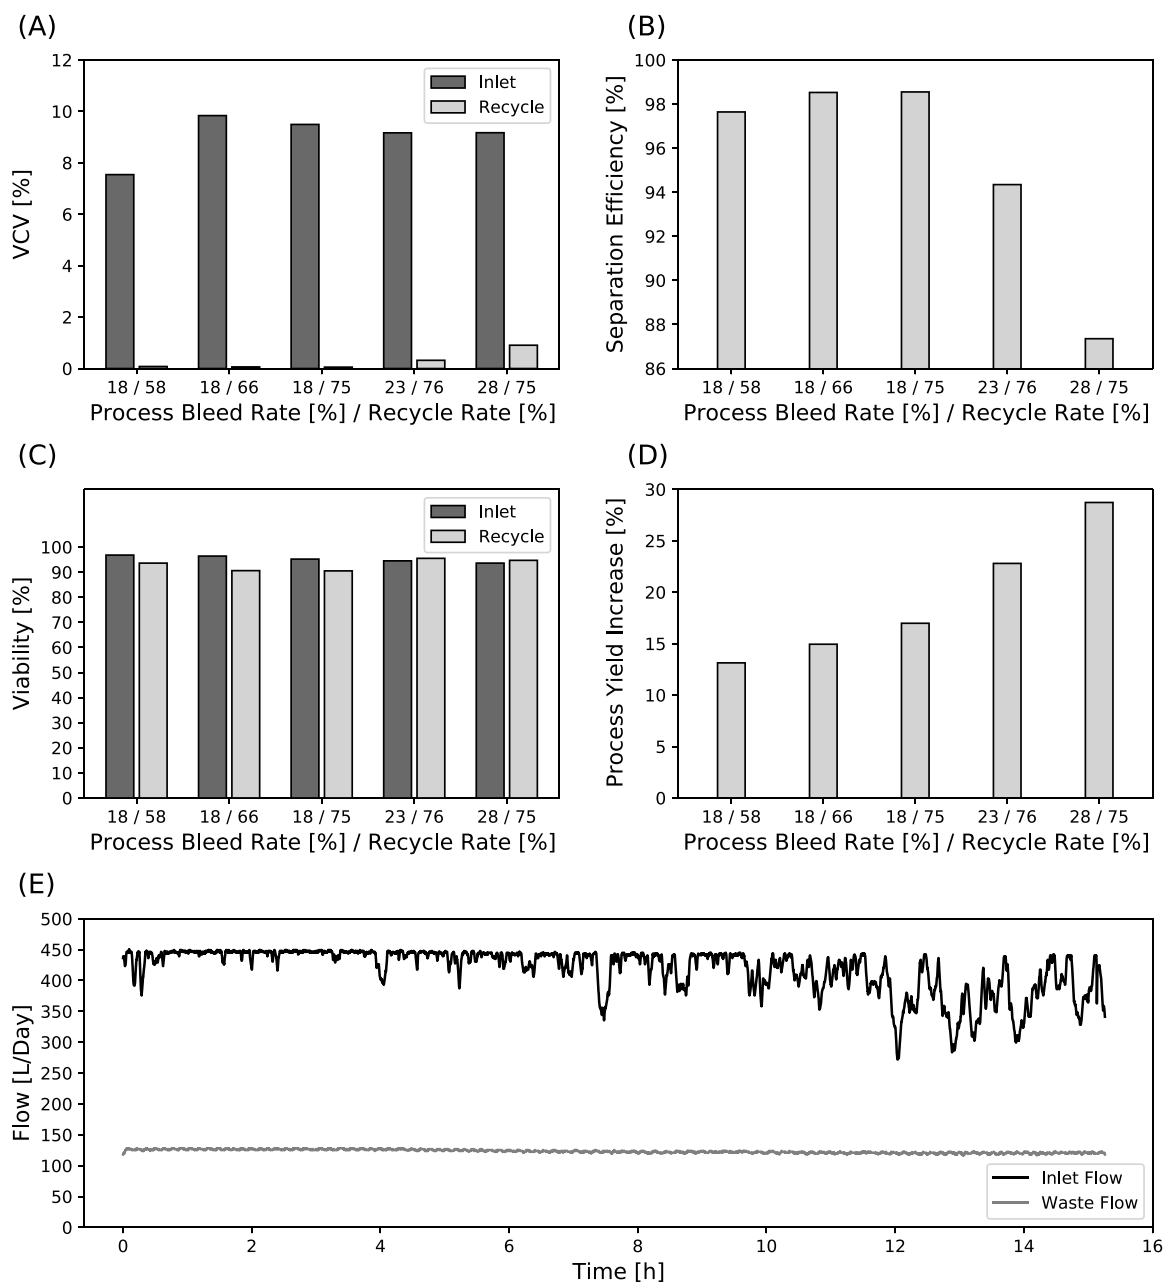 (A)
VCV [%]
12
10
8
6
4
2
0
Inlet
Recycle
18 / 58
18 / 66
18 / 75
23 / 76
28 / 75
Process Bleed Rate [%] / Recycle Rate [%]
(B)
Separation Efficiency [%]
100
98
96
94
92
90
88
86
18 / 58
18 / 66
18 / 75
23 / 76
28 / 75
Process Bleed Rate [%] / Recycle Rate [%]
(C)
Viability [%]
100
90
80
70
60
50
40
30
20
10
0
Inlet
Recycle
18 / 58
18 / 66
18 / 75
23 / 76
28 / 75
Process Bleed Rate [%] / Recycle Rate [%]
(D)
Process Yield Increase [%]
30
25
20
15
10
5
0
18 / 58
18 / 66
18 / 75
23 / 76
28 / 75
Process Bleed Rate [%] / Recycle Rate [%]
(E)
Flow [L/Day]
500
450
400
350
300
250
200
150
100
50
0
Inlet Flow
Waste Flow
0
2
4
6
8
10
12
14
16
Time [h]